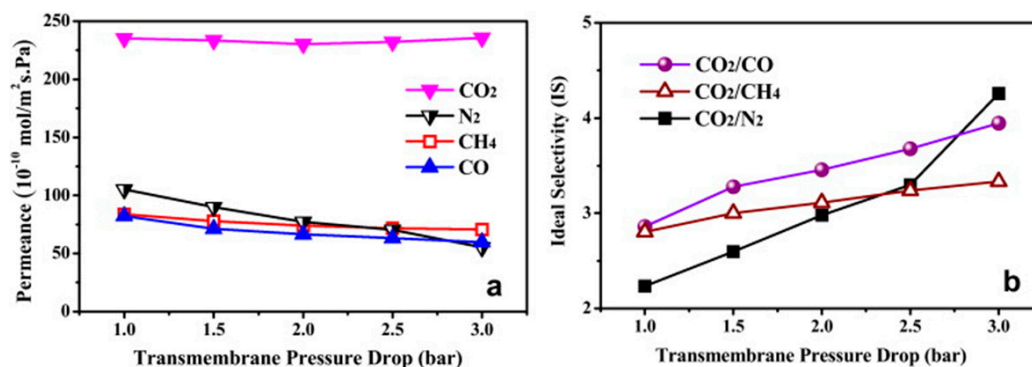 250
200
150
100
50
0
Permeance (10⁻¹⁰ mol/m² s.Pa)
CO₂
N₂
CH₄
CO
a
1.0 1.5 2.0 2.5 3.0
Transmembrane Pressure Drop (bar)
5
4
3
2
Ideal Selectivity (IS)
CO₂/CO
CO₂/CH₄
CO₂/N₂
b
1.0 1.5 2.0 2.5 3.0
Transmembrane Pressure Drop (bar)